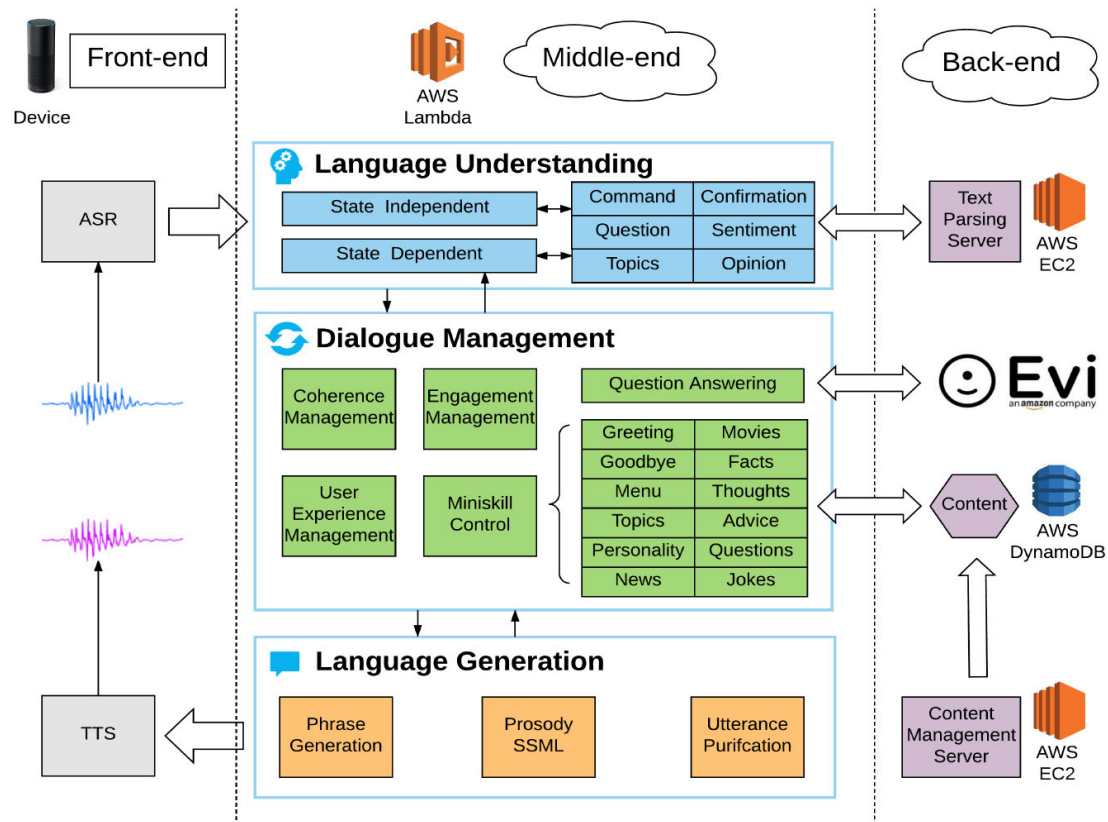 Front-end
Device
AWS
Lambda
Middle-end
Back-end
ASR
Language Understanding
State Independent
State Dependent
Command
Confirmation
Question
Sentiment
Topics
Opinion
Text
Parsing
Server
AWS
EC2
Dialogue Management
Coherence
Management
Engagement
Management
Question Answering
User
Experience
Management
Miniskill
Control
Greeting
Movies
Goodbye
Facts
Menu
Thoughts
Topics
Advice
Personality
Questions
News
Jokes
Evi
an amazon company
Content
AWS
DynamoDB
Language Generation
TTS
Phrase
Generation
Prosody
SSML
Utterance
Purifcation
Content
Management
Server
AWS
EC2